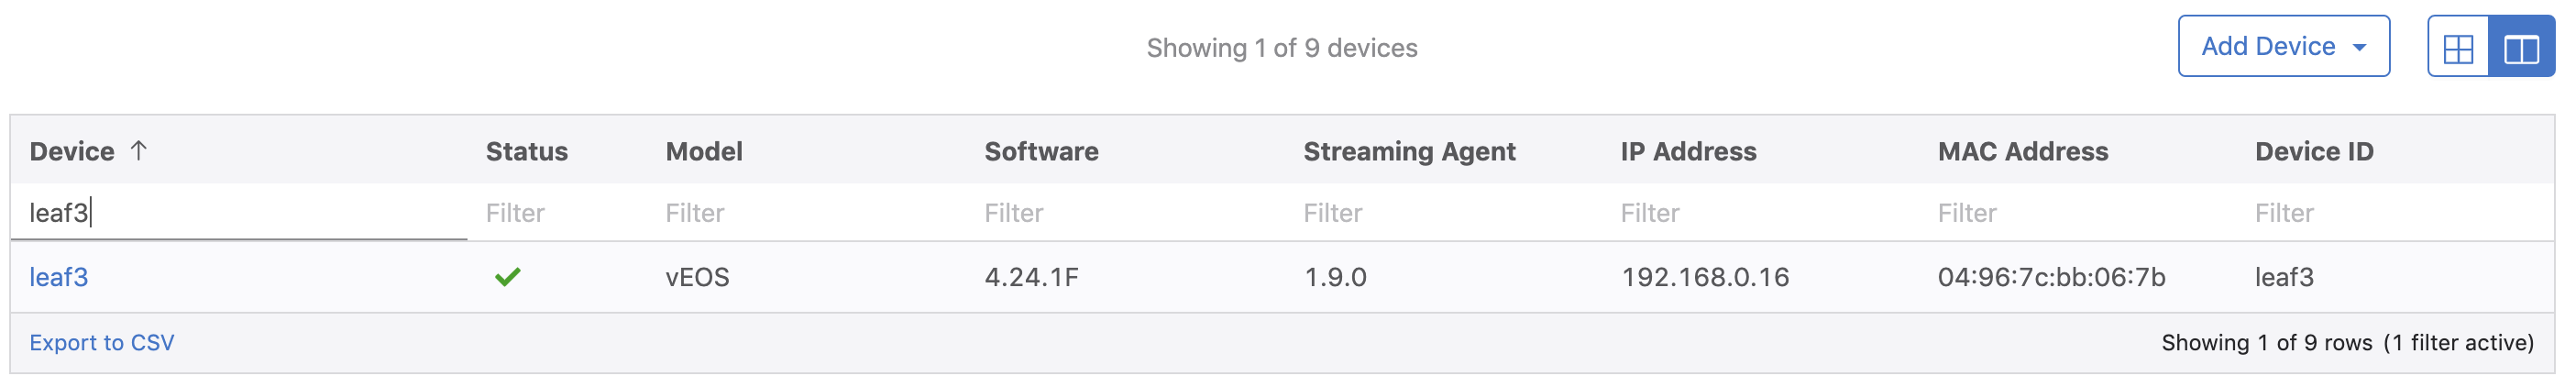 Showing 1 of 9 devices
Add Device
Device ↑ Status Model Software Streaming Agent IP Address MAC Address Device ID
leaf3 Filter Filter Filter Filter Filter Filter Filter
leaf3 vEOS 4.24.1F 1.9.0 192.168.0.16 04:96:7c:bb:06:7b leaf3
Export to CSV Showing 1 of 9 rows (1 filter active)